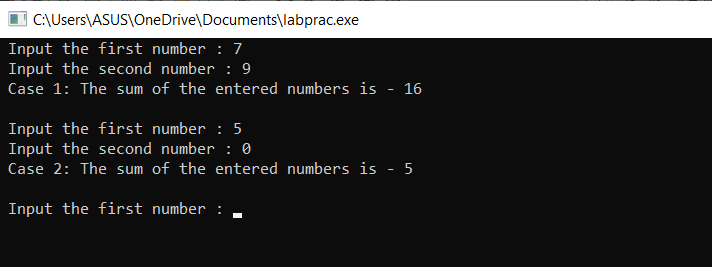 C:\Users\ASUS\OneDrive\Documents\labprac.exe
Input the first number : 7
Input the second number : 9
Case 1: The sum of the entered numbers is - 16
Input the first number : 5
Input the second number : 0
Case 2: The sum of the entered numbers is - 5
Input the first number :